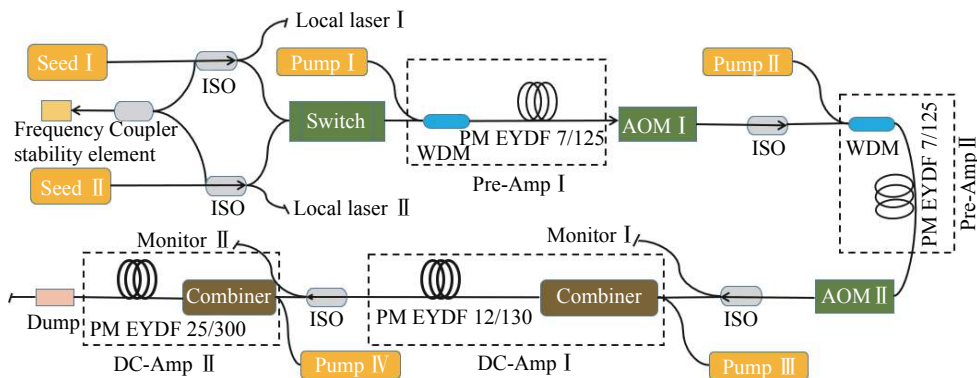 Local laser Ⅰ
Seed Ⅰ
ISO
Pump Ⅰ
Pump Ⅱ
Frequency Coupler
stability element
Switch
WDM
PM EYDF 7/125
Pre-Amp Ⅰ
AOM Ⅰ
ISO
WDM
PM EYDF 7/125
Pre-Amp Ⅱ
Seed Ⅱ
ISO
Local laser Ⅱ
Monitor Ⅱ
Monitor Ⅰ
Dump
Combiner
PM EYDF 25/300
DC-Amp Ⅱ
ISO
Pump Ⅳ
PM EYDF 12/130
Combiner
DC-Amp Ⅰ
ISO
Pump Ⅲ
AOM Ⅱ